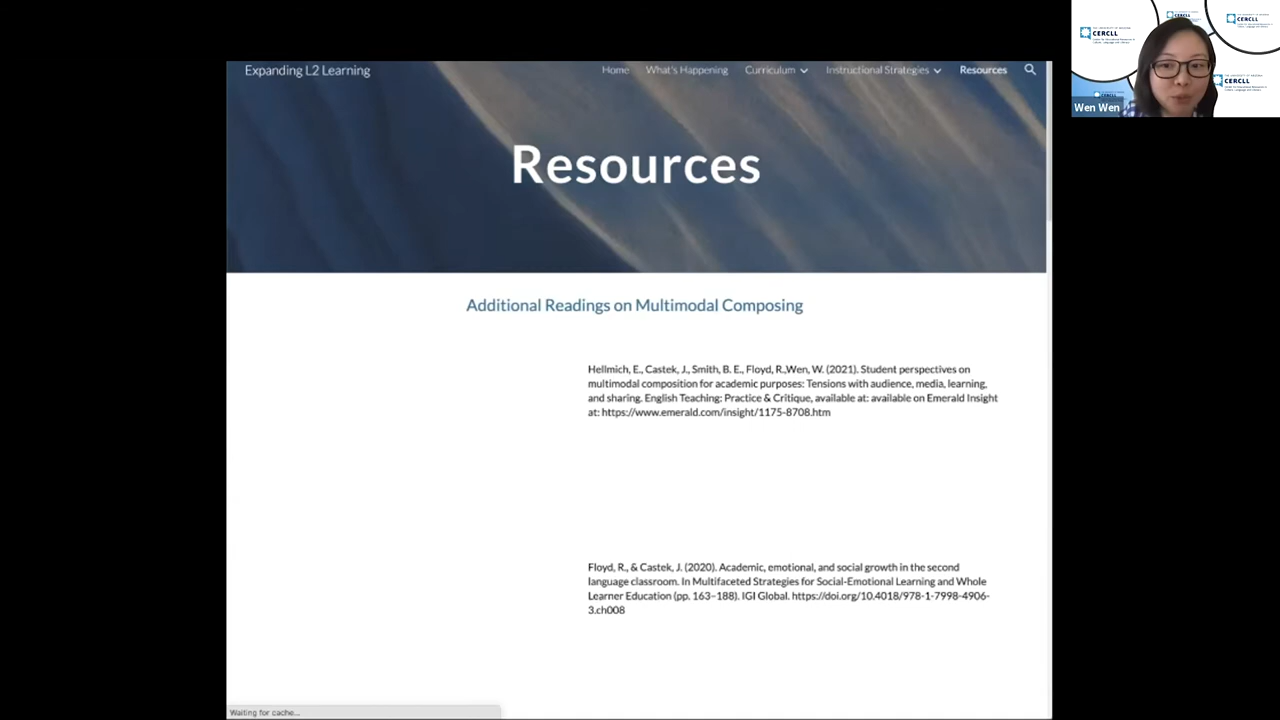 Expanding L2 Learning
Home What's Happening Curriculum Instructional Strategies Resources
Resources
Additional Readings on Multimodal Composing
Hellmich, E., Castek, J., Smith, B. E., Floyd, R.,Wen, W. (2021). Student perspectives on
multimodal composition for academic purposes: Tensions with audience, media, learning,
and sharing. English Teaching: Practice & Critique, available at: available on Emerald Insight
at: https://www.emerald.com/insight/1175-8708.htm
Floyd, R., & Castek, J. (2020). Academic, emotional, and social growth in the second
language classroom. In Multifaceted Strategies for Social-Emotional Learning and Whole
Learner Education (pp. 163–188). IGI Global. https://doi.org/10.4018/978-1-7998-4906-
3.ch008
Waiting for cache...
CERCLL
CERCLL
CERCLL
CERCLL
Wen Wen